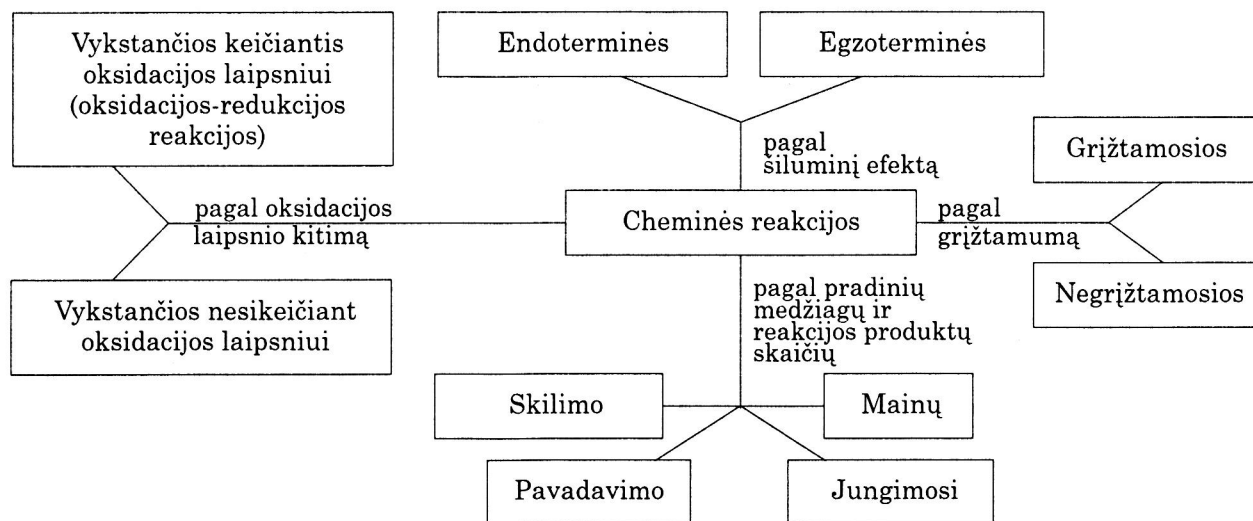 Vykstančios keičiantis
oksidacijos laipsniui
(oksidacijos-redukcijos
reakcijos)
Endoterminės
Egzoterminės
pagal
šiluminį efektą
Grįžtamosios
pagal oksidacijos
laipsnio kitimą
Cheminės reakcijos
pagal
grįžtamumą
Negrįžtamosios
Vykstančios nesikeičiant
oksidacijos laipsniui
pagal pradinių
medžiagų ir
reakcijos produktų
skaičių
Skilimo
Mainų
Pavadavimo
Jungimosi